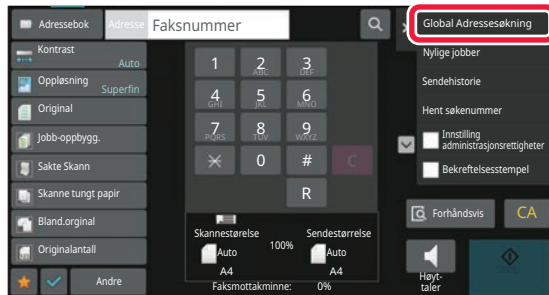 Adressebok
Adresse
Faksnummer
Global Adressesøkning
Kontrast
Auto
Oppløsning
Superfin
Original
Jobb-oppbygg.
Sakte Skann
Skanne tungt papir
Bland.orginal
Originalantall
Andre
1
2
ABC
3
DEF
4
GHI
5
JKL
6
MNO
7
PQRS
8
TUV
9
WXYZ
0
#
C
R
Skannestørelse
Sendestørrelse
Auto
100%
Auto
A4
A4
Faksmottakminne:
0%
Nylige jobber
Sendehistorie
Hent søkenummer
Innstilling
administrasjonsrettigheter
Bekreftelsesstempel
Forhåndsvis
CA
Høyt-
taler